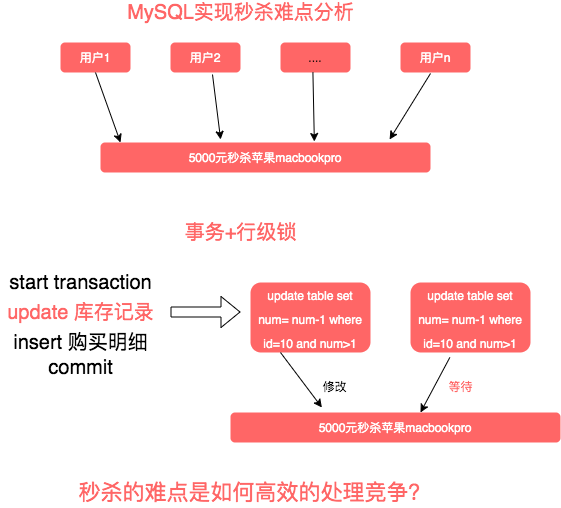 MySQL实现秒杀难点分析
用户1
用户2
....
用户n
5000元秒杀苹果macbookpro
事务+行级锁
start transaction
update 库存记录
insert 购买明细
commit
update table set
num= num-1 where
id=10 and num>1
update table set
num= num-1 where
id=10 and num>1
修改
等待
5000元秒杀苹果macbookpro
秒杀的难点是如何高效的处理竞争?